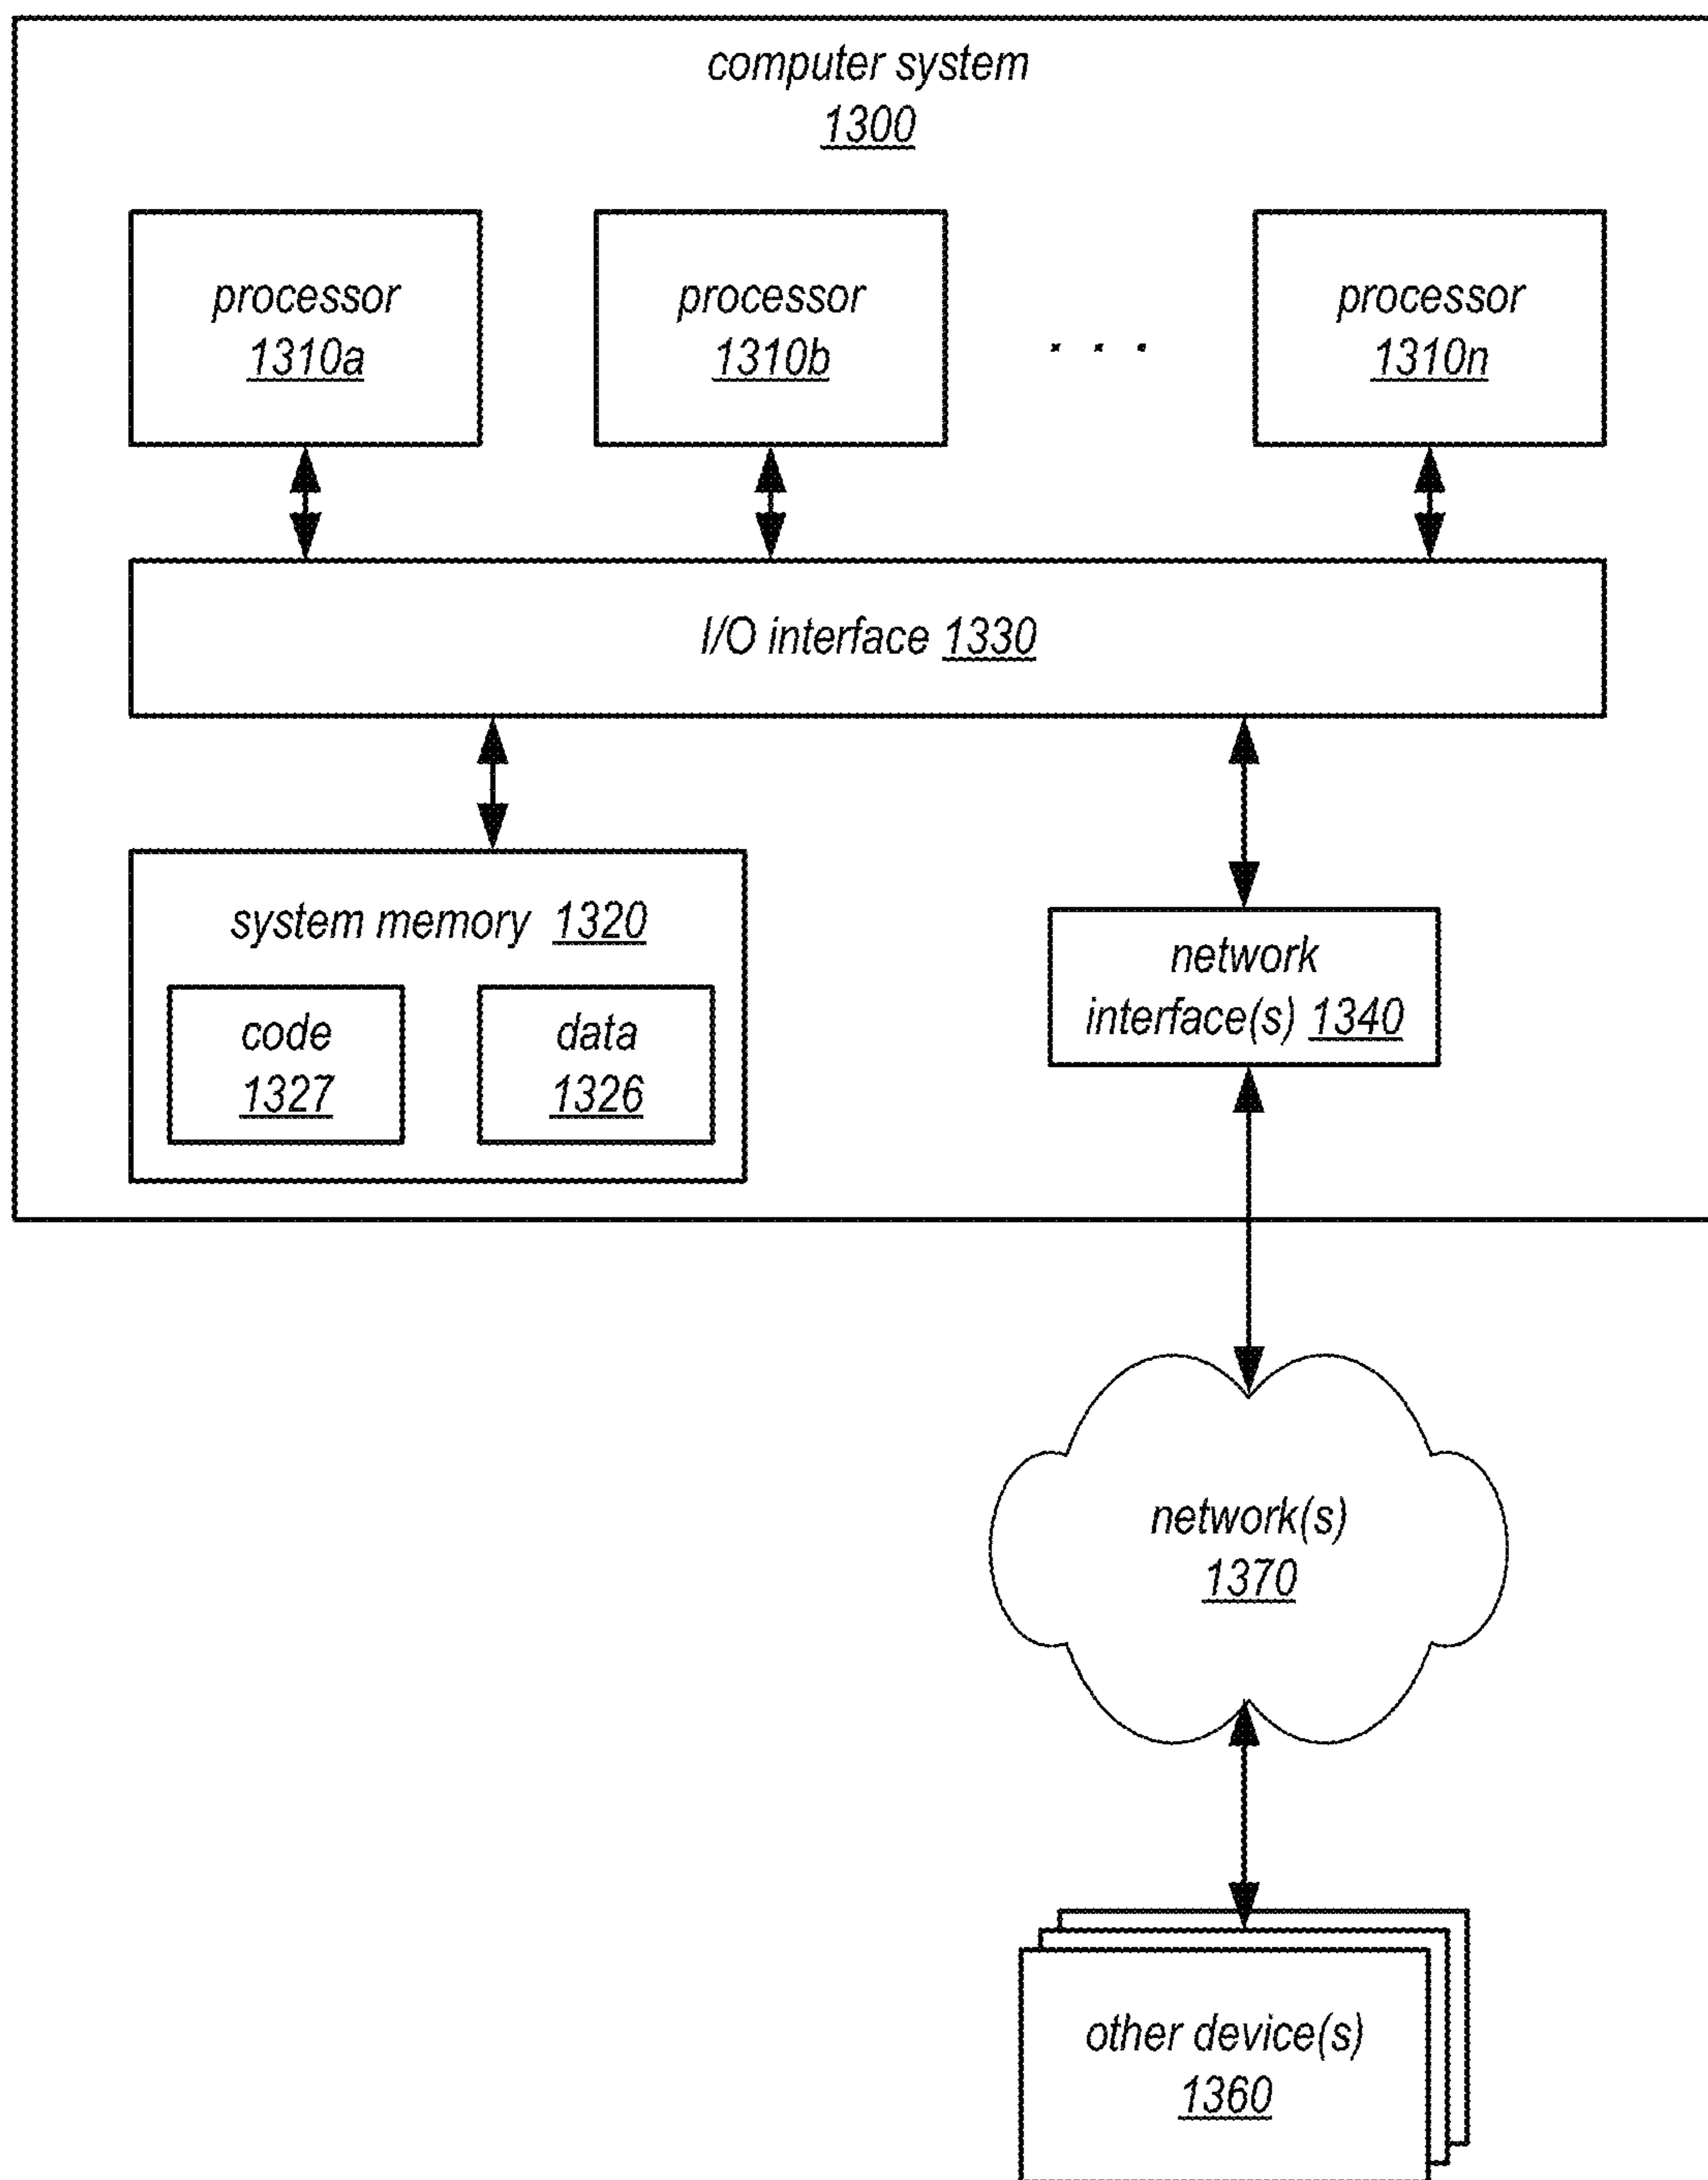 computer system
1300
processor
1310a
processor
1310b
. . .
processor
1310n
I/O interface 1330
system memory 1320
code
1327
data
1326
network
interface(s) 1340
network(s)
1370
other device(s)
1360